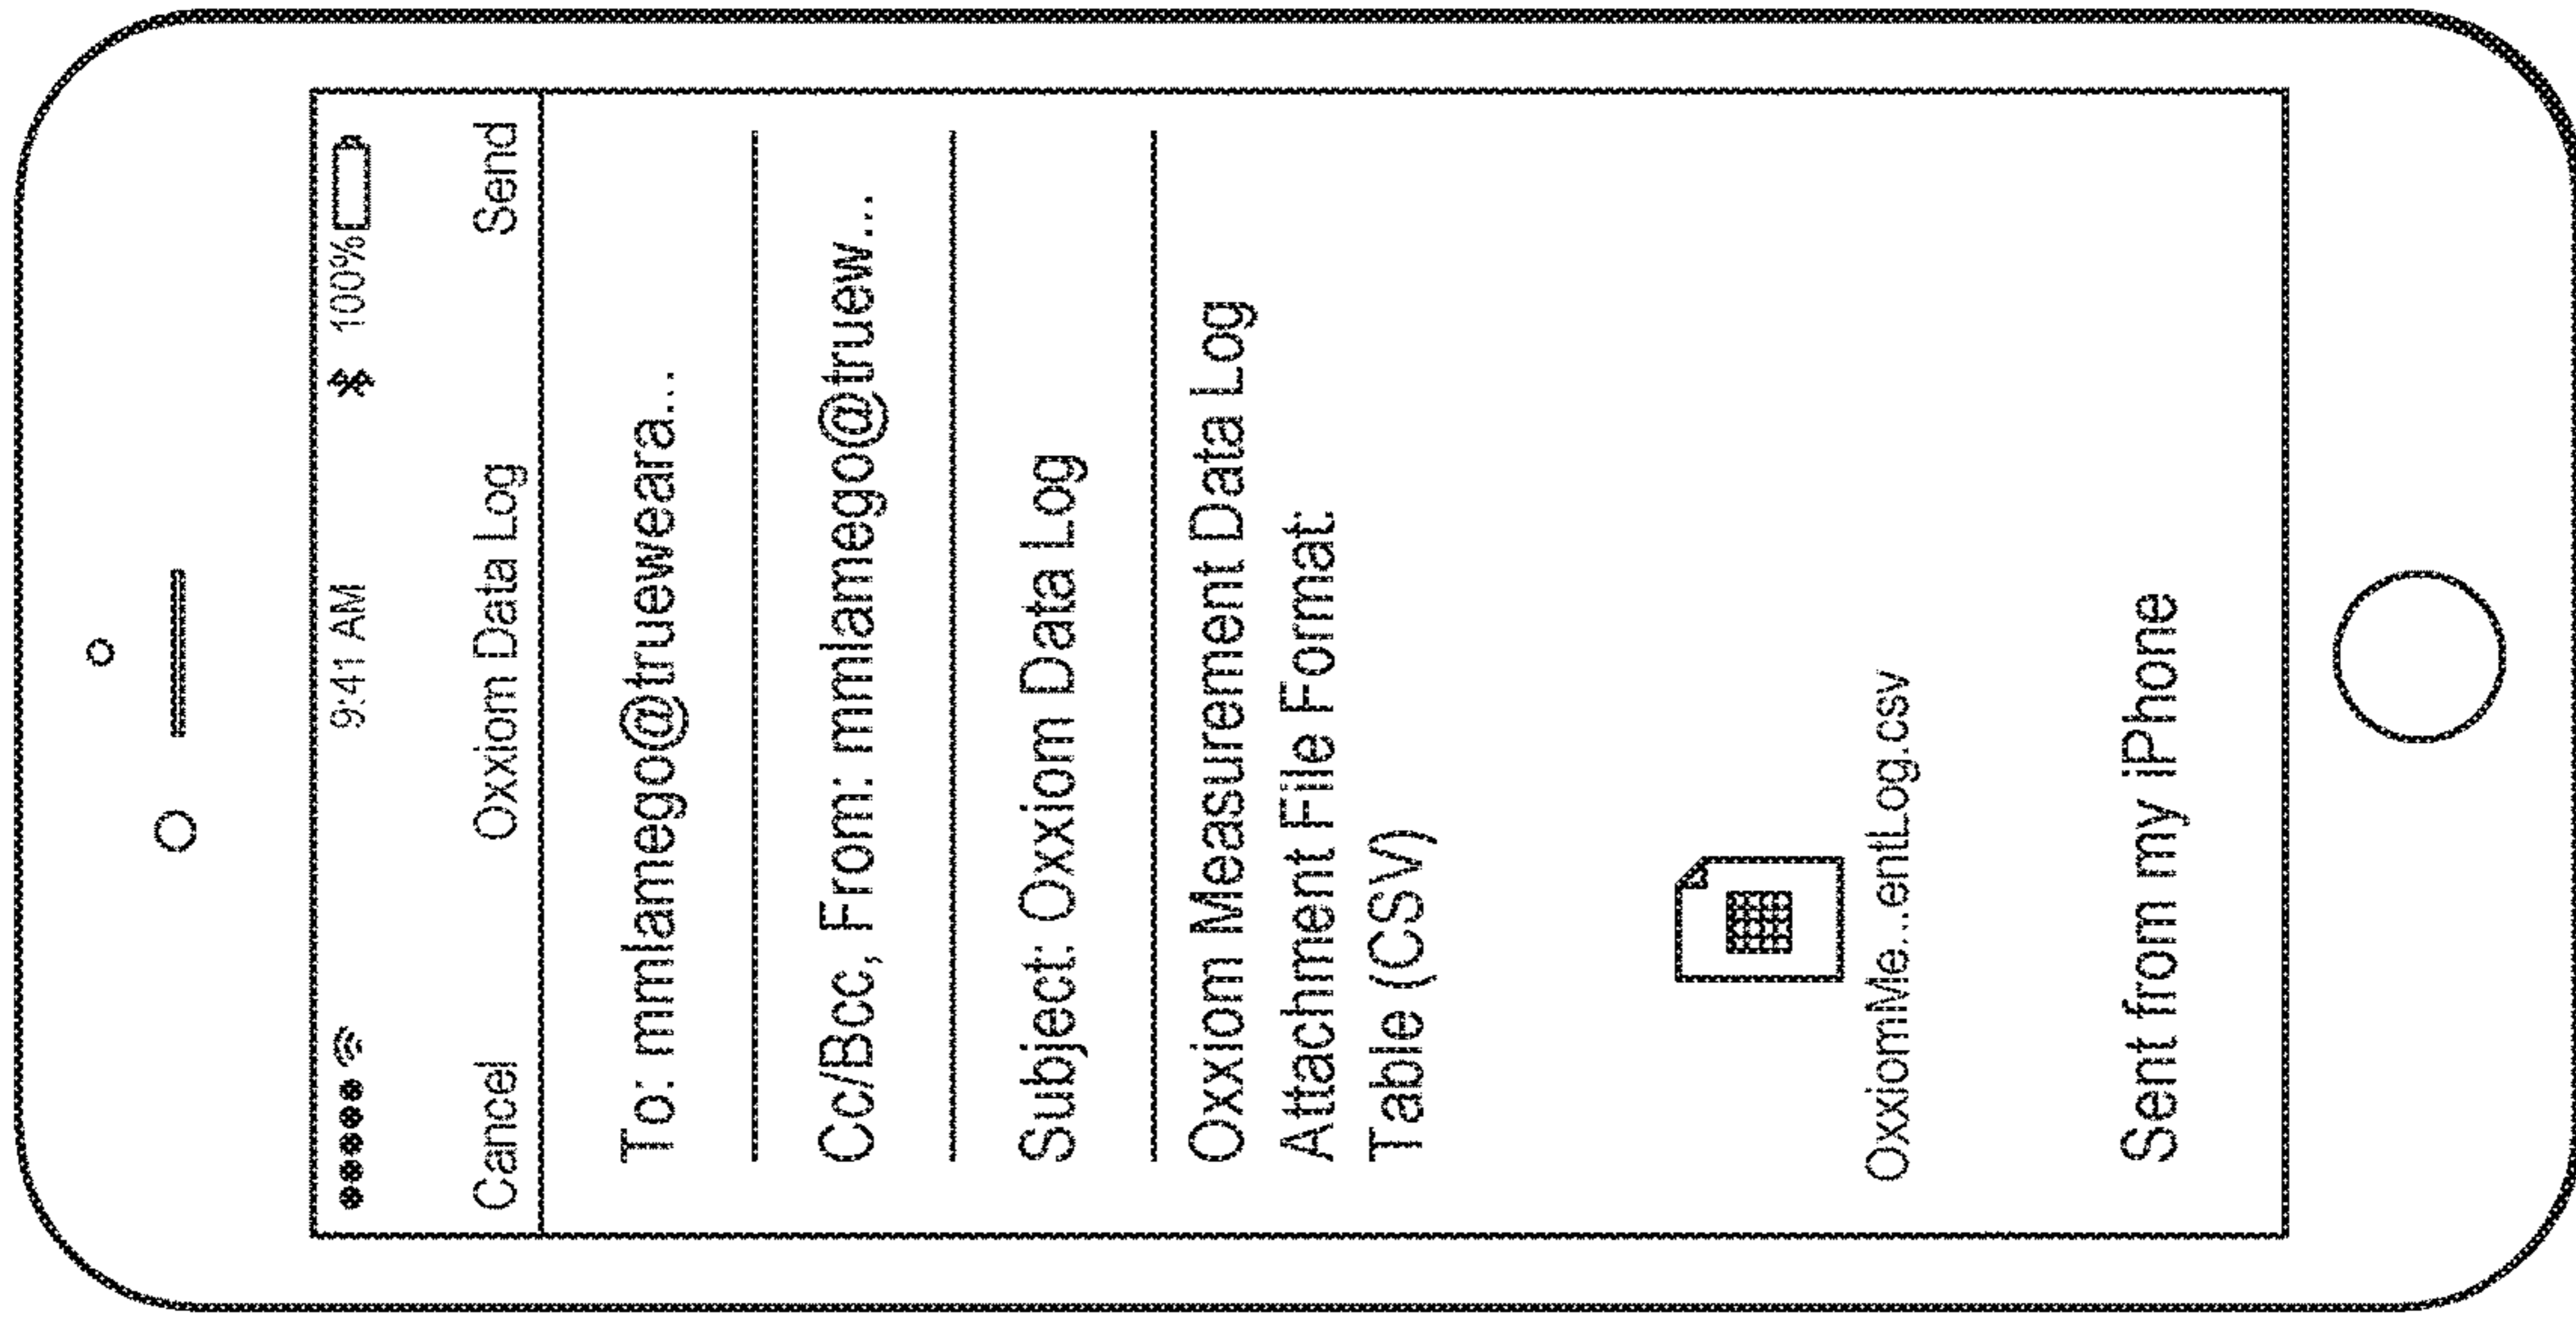 9:41 AM 100%
Cancel Oxxiom Data Log Send
To: mmlamego@trueweara...
Cc/Bcc, From: mmlamego@truew...
Subject: Oxxiom Data Log
Oxxiom Measurement Data Log
Attachment File Format:
Table (CSV)
OxxiomMe...entLog.csv
Sent from my iPhone